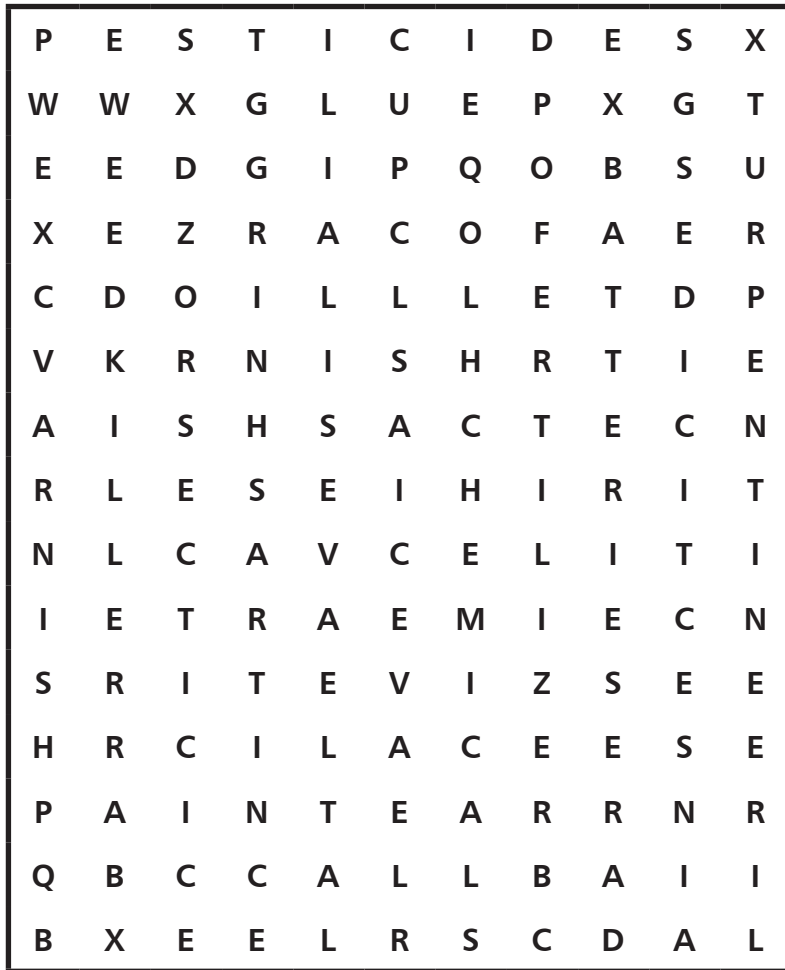 P E S T I C I D E S X
W W X G L U E P X G T
E E D G I P Q O B S U
X E Z R A C O F A E R
C D O I L L L E T D P
V K R N I S H R T I E
A I S H S A C T E C N
R L E S E I H I R I T
N L C A V C E L I T I
I E T R A E M I E C N
S R I T E V I Z S E E
H R C I L A C E E S E
P A I N T E A R R N R
Q B C C A L L B A I I
B X E E L R S C D A L